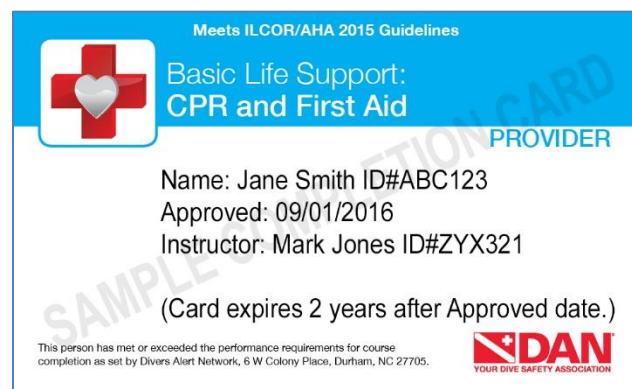 Meets ILCOR/AHA 2015 Guidelines
Basic Life Support:
CPR and First Aid
PROVIDER
SAMPLE COMPLETION CARD
Name: Jane Smith ID#ABC123
Approved: 09/01/2016
Instructor: Mark Jones ID#ZYX321
(Card expires 2 years after Approved date.)
This person has met or exceeded the performance requirements for course
completion as set by Divers Alert Network, 6 W Colony Place, Durham, NC 27705.
DAN
YOUR DIVE SAFETY ASSOCIATION